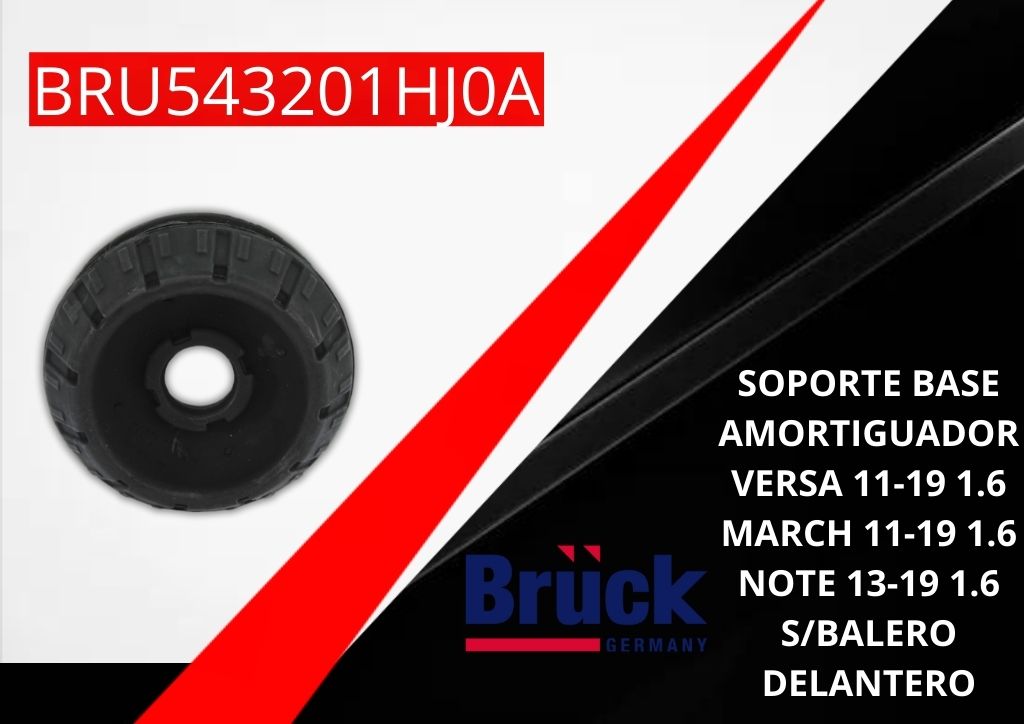 BRU543201HJ0A
SOPORTE BASE
AMORTIGUADOR
VERSA 11-19 1.6
MARCH 11-19 1.6
NOTE 13-19 1.6
S/BALERO
DELANTERO
Brück
GERMANY